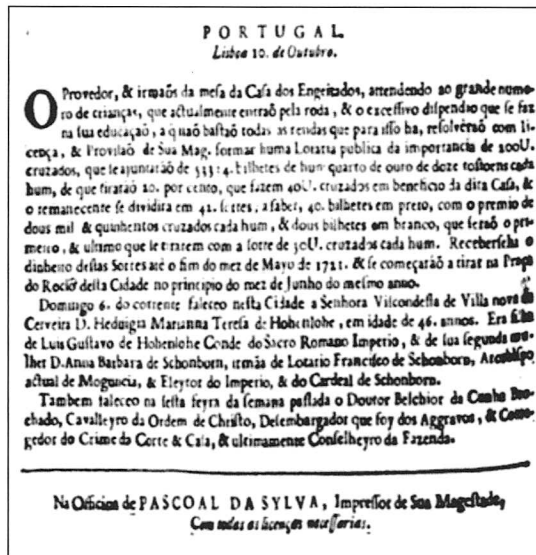 PORTUGAL.
Lisboa 10. de Outubro.
O Provedor, & irmaõs da mesa da Casa dos Engeitados, attendendo ao grande nume-
ro de crianças, que actualmente entraõ pela roda, & o excessivo dispendio que se faz
na sua educação, a q naõ bastaõ todas as rendas que para isso ha, resolvéraõ com li-
cença, & Provisaõ de Sua Mag. formar huma Lotaria publica da importancia de 200U.
cruzados, que se ajuntaráõ de 33314. bilhetes de hum quarto de ouro de doze tostoens cada
hum, de que tiraráõ 20. por cento, que fazem 40U. cruzados em beneficio da dita Casa, &
o remanecente se dividirá em 42. sortes, a saber, 40. bilhetes em preto, com o premio de
dous mil & quinhentos cruzados cada hum, & dous bilhetes em branco, que seraõ o pri-
meiro, & ultimo que se tirarem com a sorte de 30U. cruzados cada hum. Receberseha o
dinheiro destas Sortes até o fim do mez de Mayo de 1721. & se começaráõ a tirar na Praça
do Rocio desta Cidade no principio do mez de Junho do mesmo anno.
Domingo 6. do corrente faleceo nesta Cidade a Senhora Viscondessa de Villa nova da
Cerveira D. Heduigia Marianna Teresa de Hohenlohe, em idade de 46. annos. Era filha
de Luis Gustavo de Hohenlohe Conde do Sacro Romano Imperio, & de sua segunda mu-
lher D. Anna Barbara de Schonborn, irmãa de Lotario Francisco de Schonborn, Arcebispo
actual de Moguncia, & Eleytor do Imperio, & do Cardeal de Schonborn.
Tambem faleceo na sesta feyra da semana passada o Doutor Belchior da Cunha Bro-
chado, Cavalleyro da Ordem de Christo, Desembargador que foy dos Aggravos, & Corre-
gedor do Crime da Corte & Casa, & ultimamente Conselheyro da Fazenda.
Na Officina de PASCOAL DA SYLVA, Impressor de Sua Magestade,
Com todas as licenças necessarias.